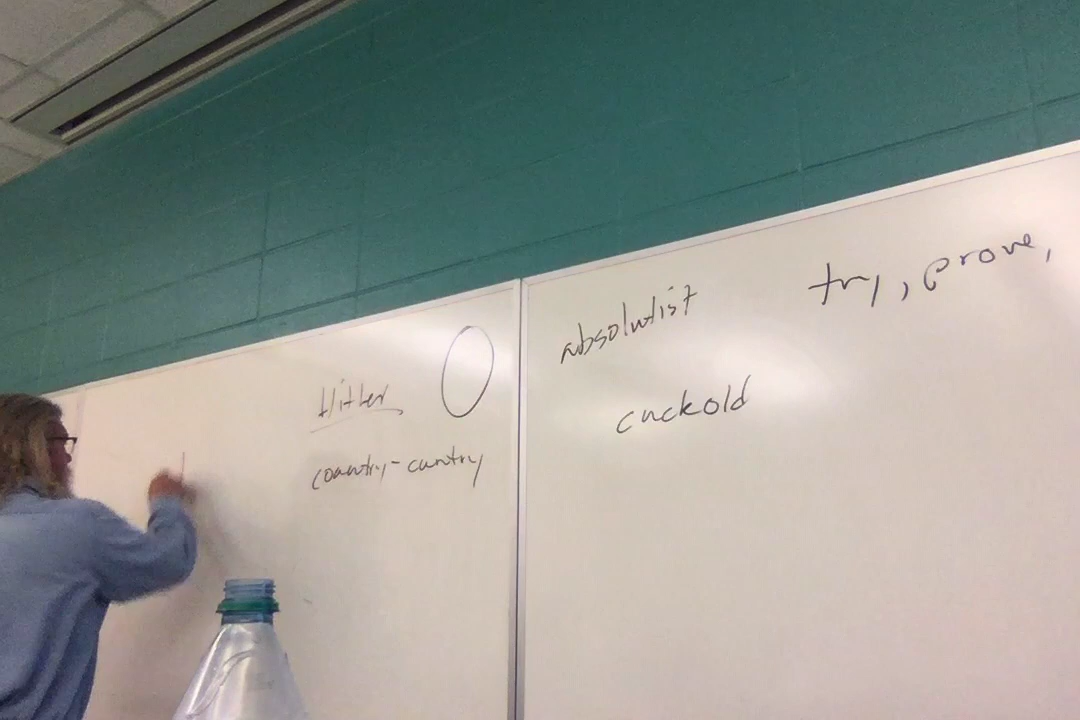 Hitler
country-cuntry
absolutist
cuckold
try, prove,